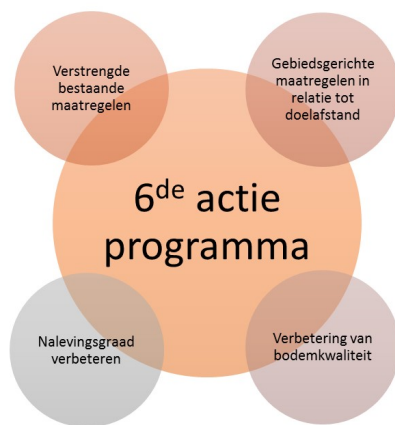 Verstrengde
bestaande
maatregelen
Gebiedsgerichte
maatregelen in
relatie tot
doelafstand
6de actie
programma
Nalevingsgraad
verbeteren
Verbetering van
bodemkwaliteit